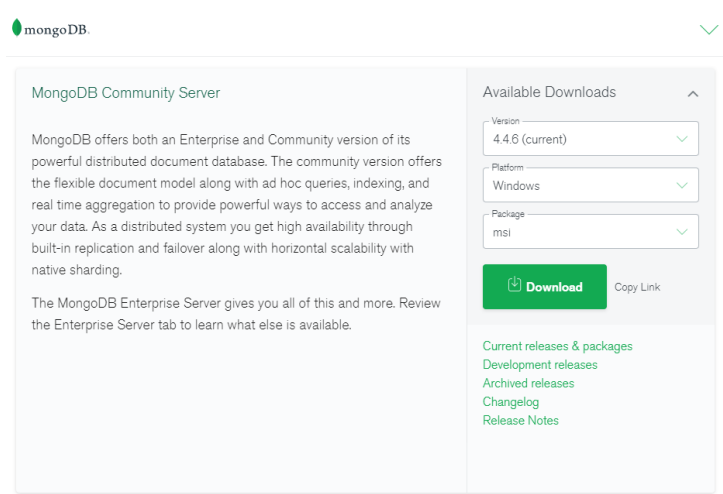 mongoDB.
MongoDB Community Server
MongoDB offers both an Enterprise and Community version of its
powerful distributed document database. The community version offers
the flexible document model along with ad hoc queries, indexing, and
real time aggregation to provide powerful ways to access and analyze
your data. As a distributed system you get high availability through
built-in replication and failover along with horizontal scalability with
native sharding.
The MongoDB Enterprise Server gives you all of this and more. Review
the Enterprise Server tab to learn what else is available.
Available Downloads
Version
4.4.6 (current)
Platform
Windows
Package
msi
Download
Copy Link
Current releases & packages
Development releases
Archived releases
Changelog
Release Notes